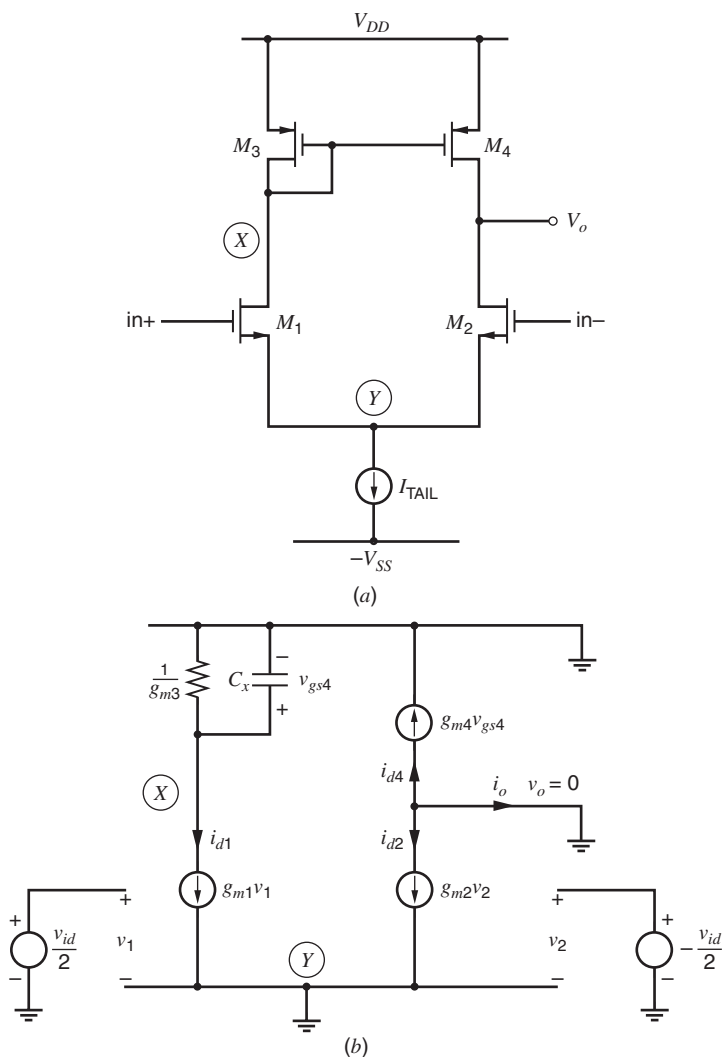 V_DD
M_3
M_4
X
V_o
in+
M_1
M_2
in–
Y
I_TAIL
–V_SS
(a)
1/g_m3
C_x
–
v_gs4
+
g_m4v_gs4
X
i_d4
i_o
v_o = 0
i_d1
i_d2
g_m1v_1
g_m2v_2
+
v_id/2
–
+
v_1
–
Y
+
v_2
–
+
– v_id/2
–
(b)